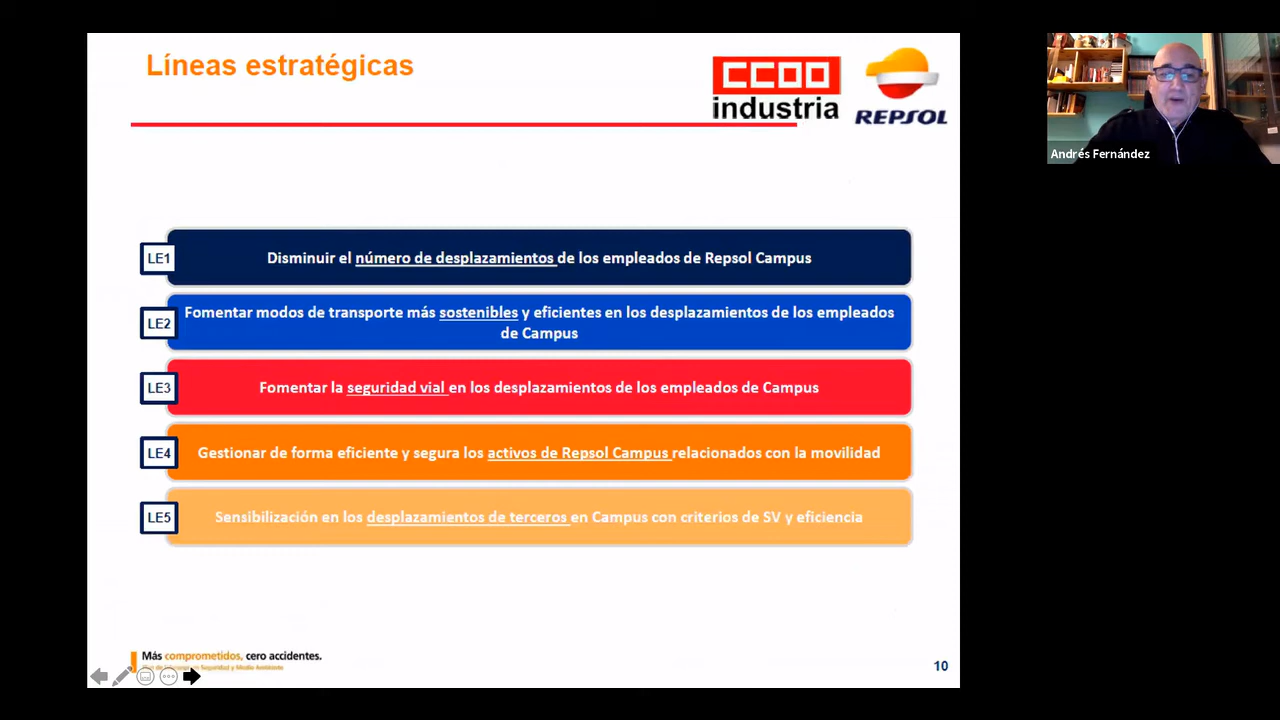 Líneas estratégicas
CCOO
industria
REPSOL
Andrés Fernández
LE1
Disminuir el número de desplazamientos de los empleados de Repsol Campus
LE2
Fomentar modos de transporte más sostenibles y eficientes en los desplazamientos de los empleados
de Campus
LE3
Fomentar la seguridad vial en los desplazamientos de los empleados de Campus
LE4
Gestionar de forma eficiente y segura los activos de Repsol Campus relacionados con la movilidad
LE5
Sensibilización en los desplazamientos de terceros en Campus con criterios de SV y eficiencia
Más comprometidos, cero accidentes.
en Seguridad y Medio Ambiente
10